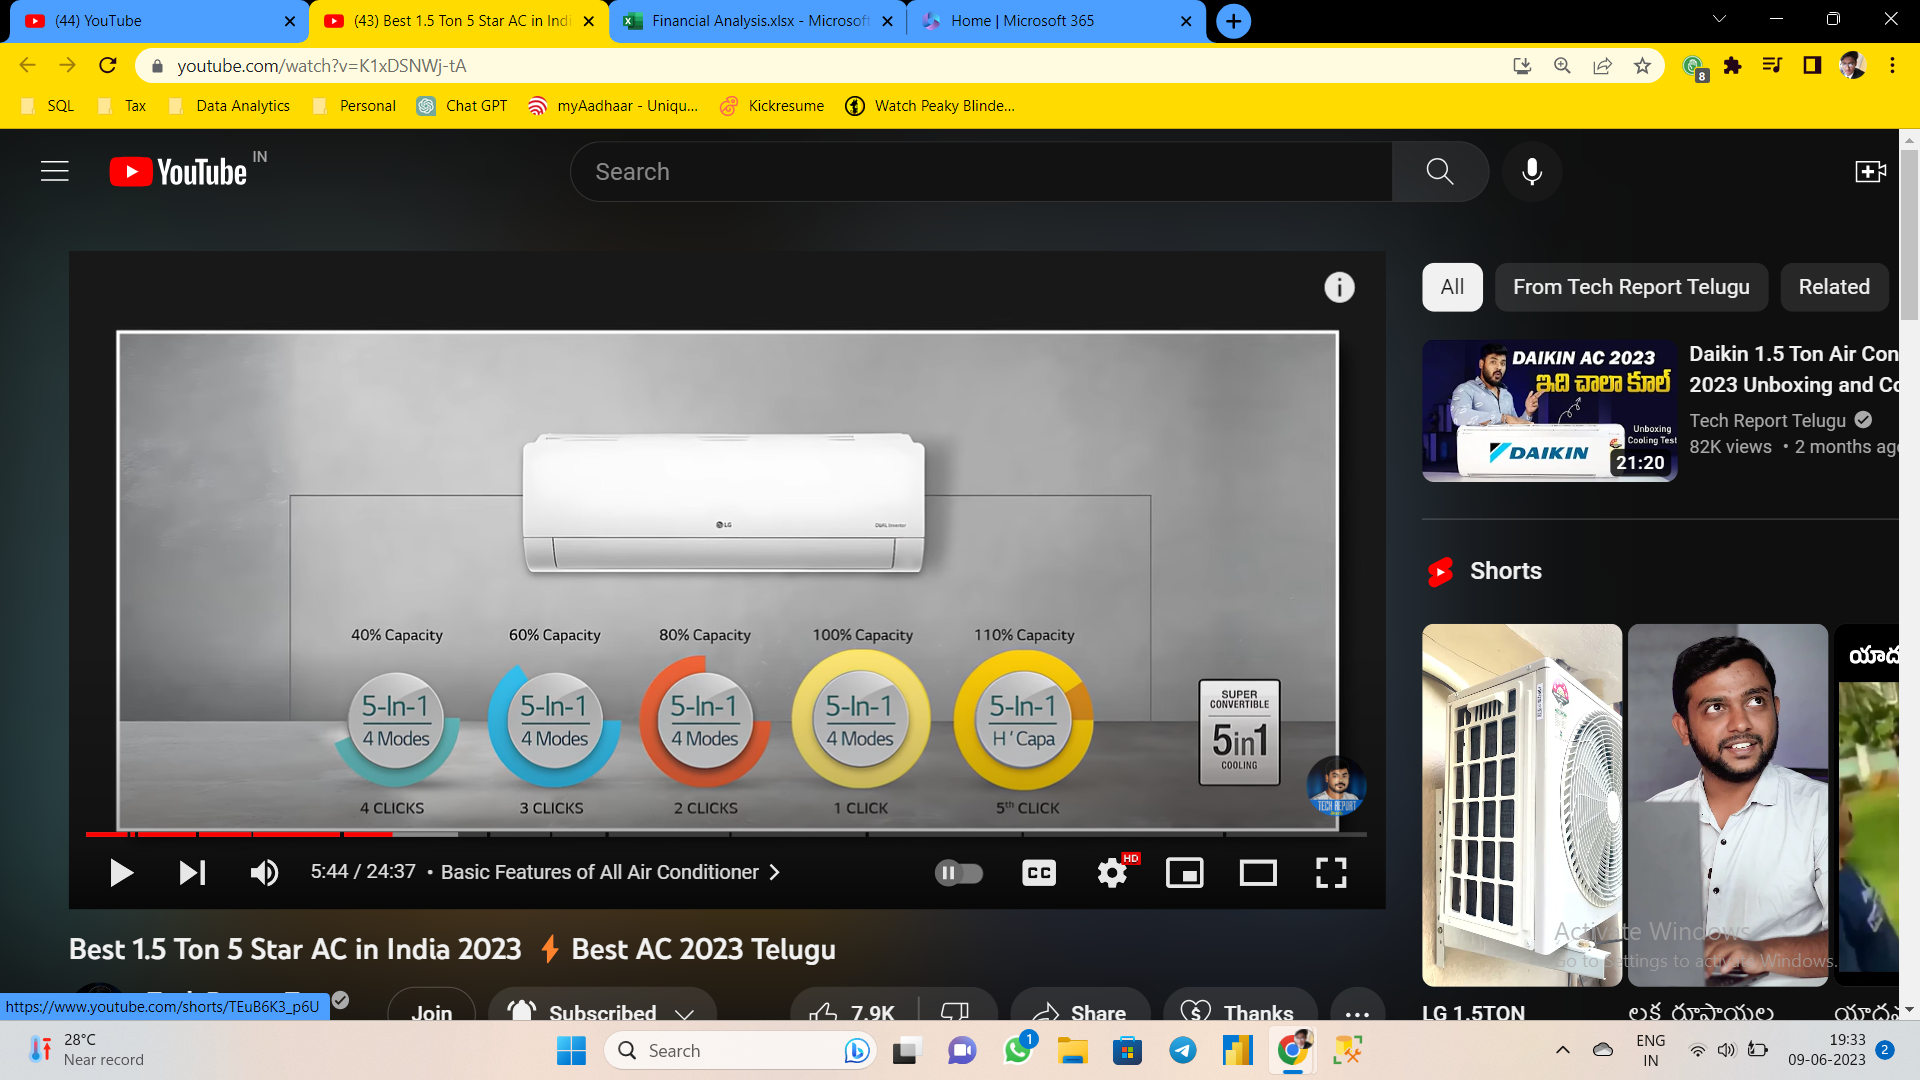 (44) YouTube
(43) Best 1.5 Ton 5 Star AC in Indi
Financial Analysis.xlsx - Microsoft
Home | Microsoft 365
youtube.com/watch?v=K1xDSNWj-tA
8
SQL
Tax
Data Analytics
Personal
Chat GPT
myAadhaar - Uniqu...
Kickresume
Watch Peaky Blinde...
YouTube IN
Search
All
From Tech Report Telugu
Related
DAIKIN AC 2023
ఇది చాలా కూల్
Unboxing
Cooling Test
DAIKIN
21:20
Daikin 1.5 Ton Air Con
2023 Unboxing and Co
Tech Report Telugu
82K views • 2 months ago
Shorts
LG
DUAL Inverter
40% Capacity
60% Capacity
80% Capacity
100% Capacity
110% Capacity
5-In-1
4 Modes
5-In-1
4 Modes
5-In-1
4 Modes
5-In-1
4 Modes
5-In-1
H'Capa
4 CLICKS
3 CLICKS
2 CLICKS
1 CLICK
5th CLICK
SUPER
CONVERTIBLE
5in1
COOLING
TECH REPORT
5:44 / 24:37 • Basic Features of All Air Conditioner
CC
HD
Best 1.5 Ton 5 Star AC in India 2023 ⚡ Best AC 2023 Telugu
Join
Subscribed
7.9K
Share
Thanks
యాద
LG 1.5TON
లక్ష రూపాయల
Activate Windows
Go to Settings to activate Windows.
https://www.youtube.com/shorts/TEuB6K3_p6U
28°C
Near record
Search
1
ENG
IN
19:33
09-06-2023
2